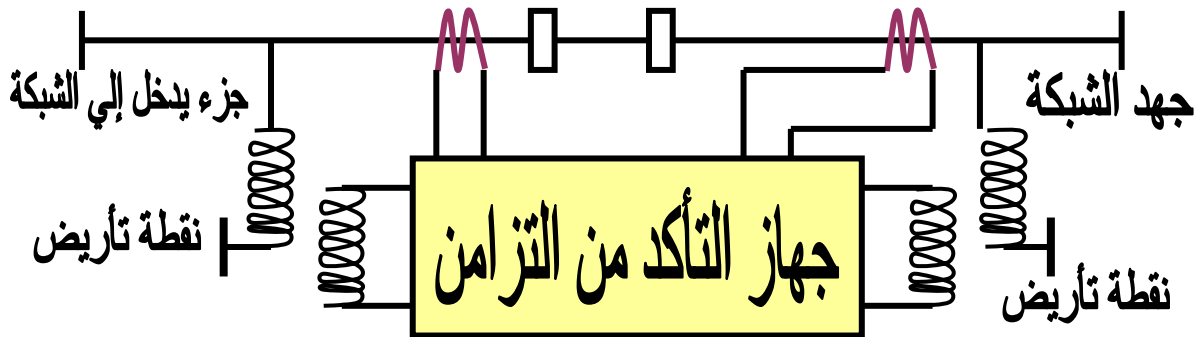 جهد الشبكة
جزء يدخل إلي الشبكة
جهاز التأكد من التزامن
نقطة تأريض
نقطة تأريض